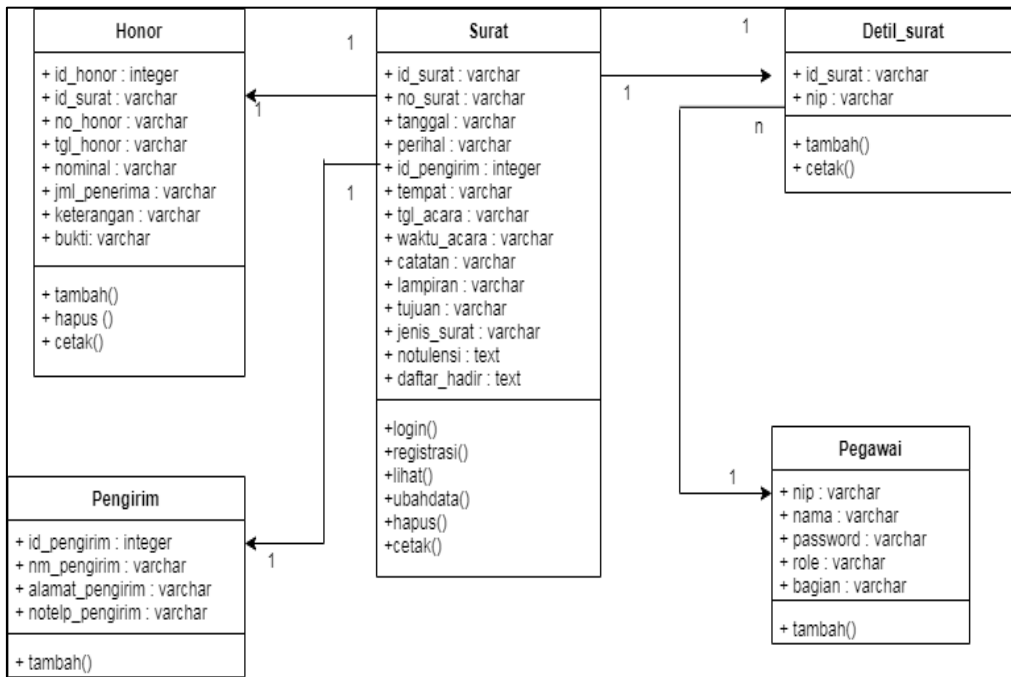 Honor
+ id_honor : integer
+ id_surat : varchar
+ no_honor : varchar
+ tgl_honor : varchar
+ nominal : varchar
+ jml_penerima : varchar
+ keterangan : varchar
+ bukti: varchar
+ tambah()
+ hapus ()
+ cetak()
1
1
Surat
+ id_surat : varchar
+ no_surat : varchar
+ tanggal : varchar
+ perihal : varchar
+ id_pengirim : integer
+ tempat : varchar
+ tgl_acara : varchar
+ waktu_acara : varchar
+ catatan : varchar
+ lampiran : varchar
+ tujuan : varchar
+ jenis_surat : varchar
+ notulensi : text
+ daftar_hadir : text
+login()
+registrasi()
+lihat()
+ubahdata()
+hapus()
+cetak()
1
1
Detil_surat
+ id_surat : varchar
+ nip : varchar
+ tambah()
+ cetak()
n
1
Pegawai
+ nip : varchar
+ nama : varchar
+ password : varchar
+ role : varchar
+ bagian : varchar
+ tambah()
1
1
Pengirim
+ id_pengirim : integer
+ nm_pengirim : varchar
+ alamat_pengirim : varchar
+ notelp_pengirim : varchar
+ tambah()